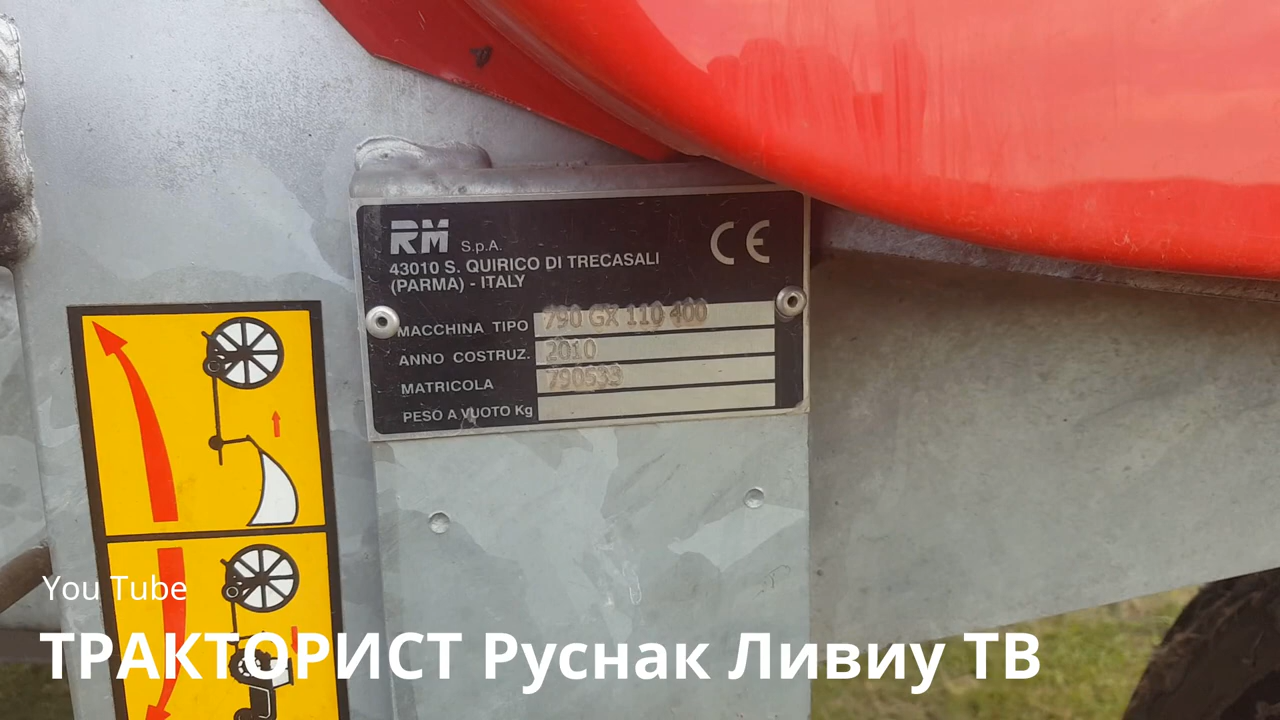 RM S.p.A.
43010 S. QUIRICO DI TRECASALI
(PARMA) - ITALY
CE
MACCHINA TIPO 790 GX 110 400
ANNO COSTRUZ. 2010
MATRICOLA 790533
PESO A VUOTO Kg
You Tube
ТРАКТОРИСТ Руснак Ливиу ТВ